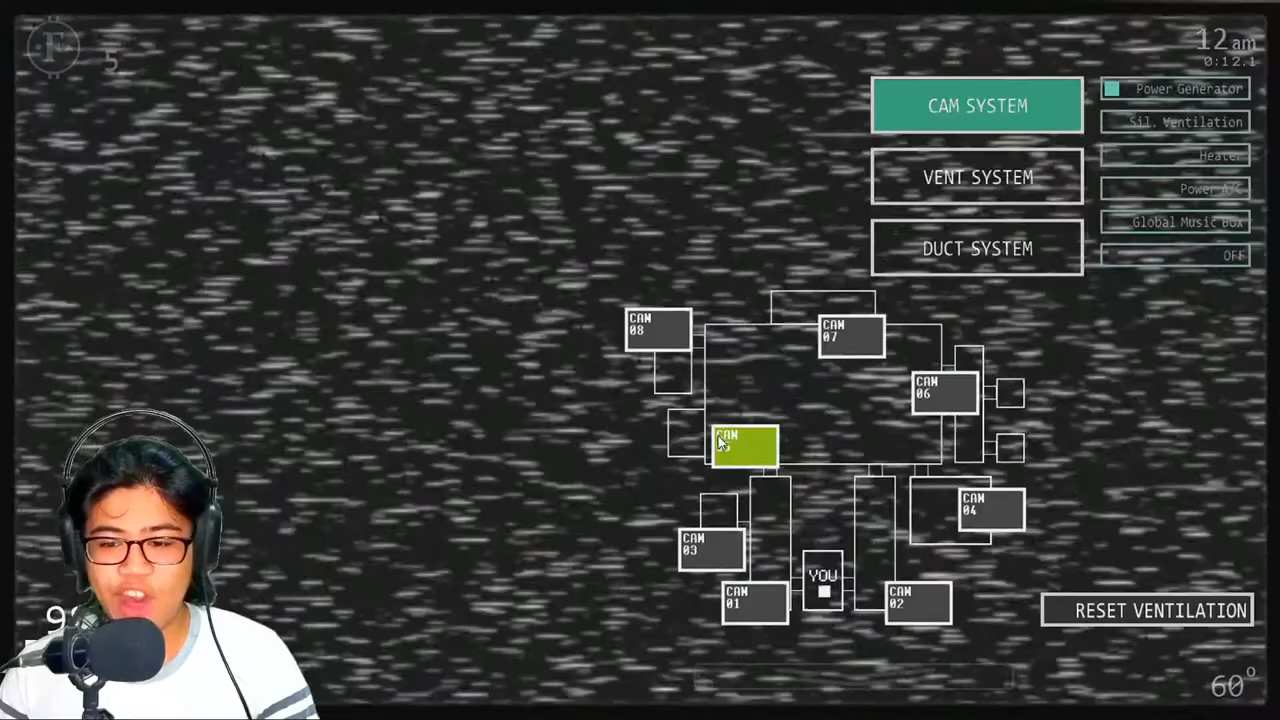 F
5
12 am
0:12.1
CAM SYSTEM
VENT SYSTEM
DUCT SYSTEM
Power Generator
Sil. Ventilation
Heater
Power A/C
Global Music Box
OFF
CAM
08
CAM
07
CAM
06
CAM
CAM
04
CAM
03
YOU
CAM
01
CAM
02
RESET VENTILATION
60°